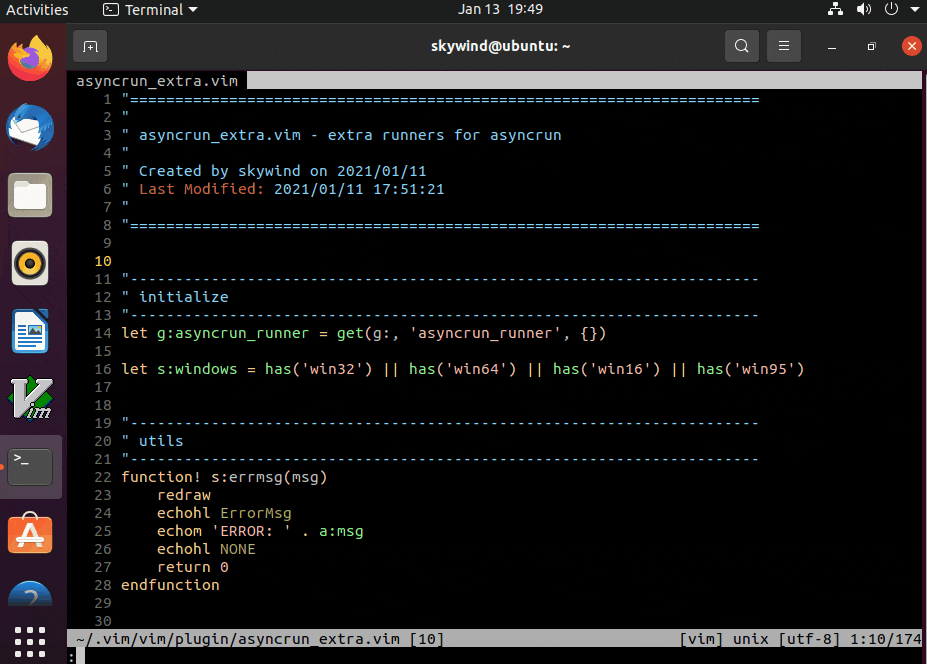 Activities Terminal Jan 13 19:49
skywind@ubuntu: ~
asyncrun_extra.vim
1 "======================================================================
2 "
3 " asyncrun_extra.vim - extra runners for asyncrun
4 "
5 " Created by skywind on 2021/01/11
6 " Last Modified: 2021/01/11 17:51:21
7 "
8 "======================================================================
9
10
11 "----------------------------------------------------------------------
12 " initialize
13 "----------------------------------------------------------------------
14 let g:asyncrun_runner = get(g:, 'asyncrun_runner', {})
15
16 let s:windows = has('win32') || has('win64') || has('win16') || has('win95')
17
18
19 "----------------------------------------------------------------------
20 " utils
21 "----------------------------------------------------------------------
22 function! s:errmsg(msg)
23     redraw
24     echohl ErrorMsg
25     echom 'ERROR: ' . a:msg
26     echohl NONE
27     return 0
28 endfunction
29
30
~/.vim/vim/plugin/asyncrun_extra.vim [10] [vim] unix [utf-8] 1:10/174
:
Vim
>_
?